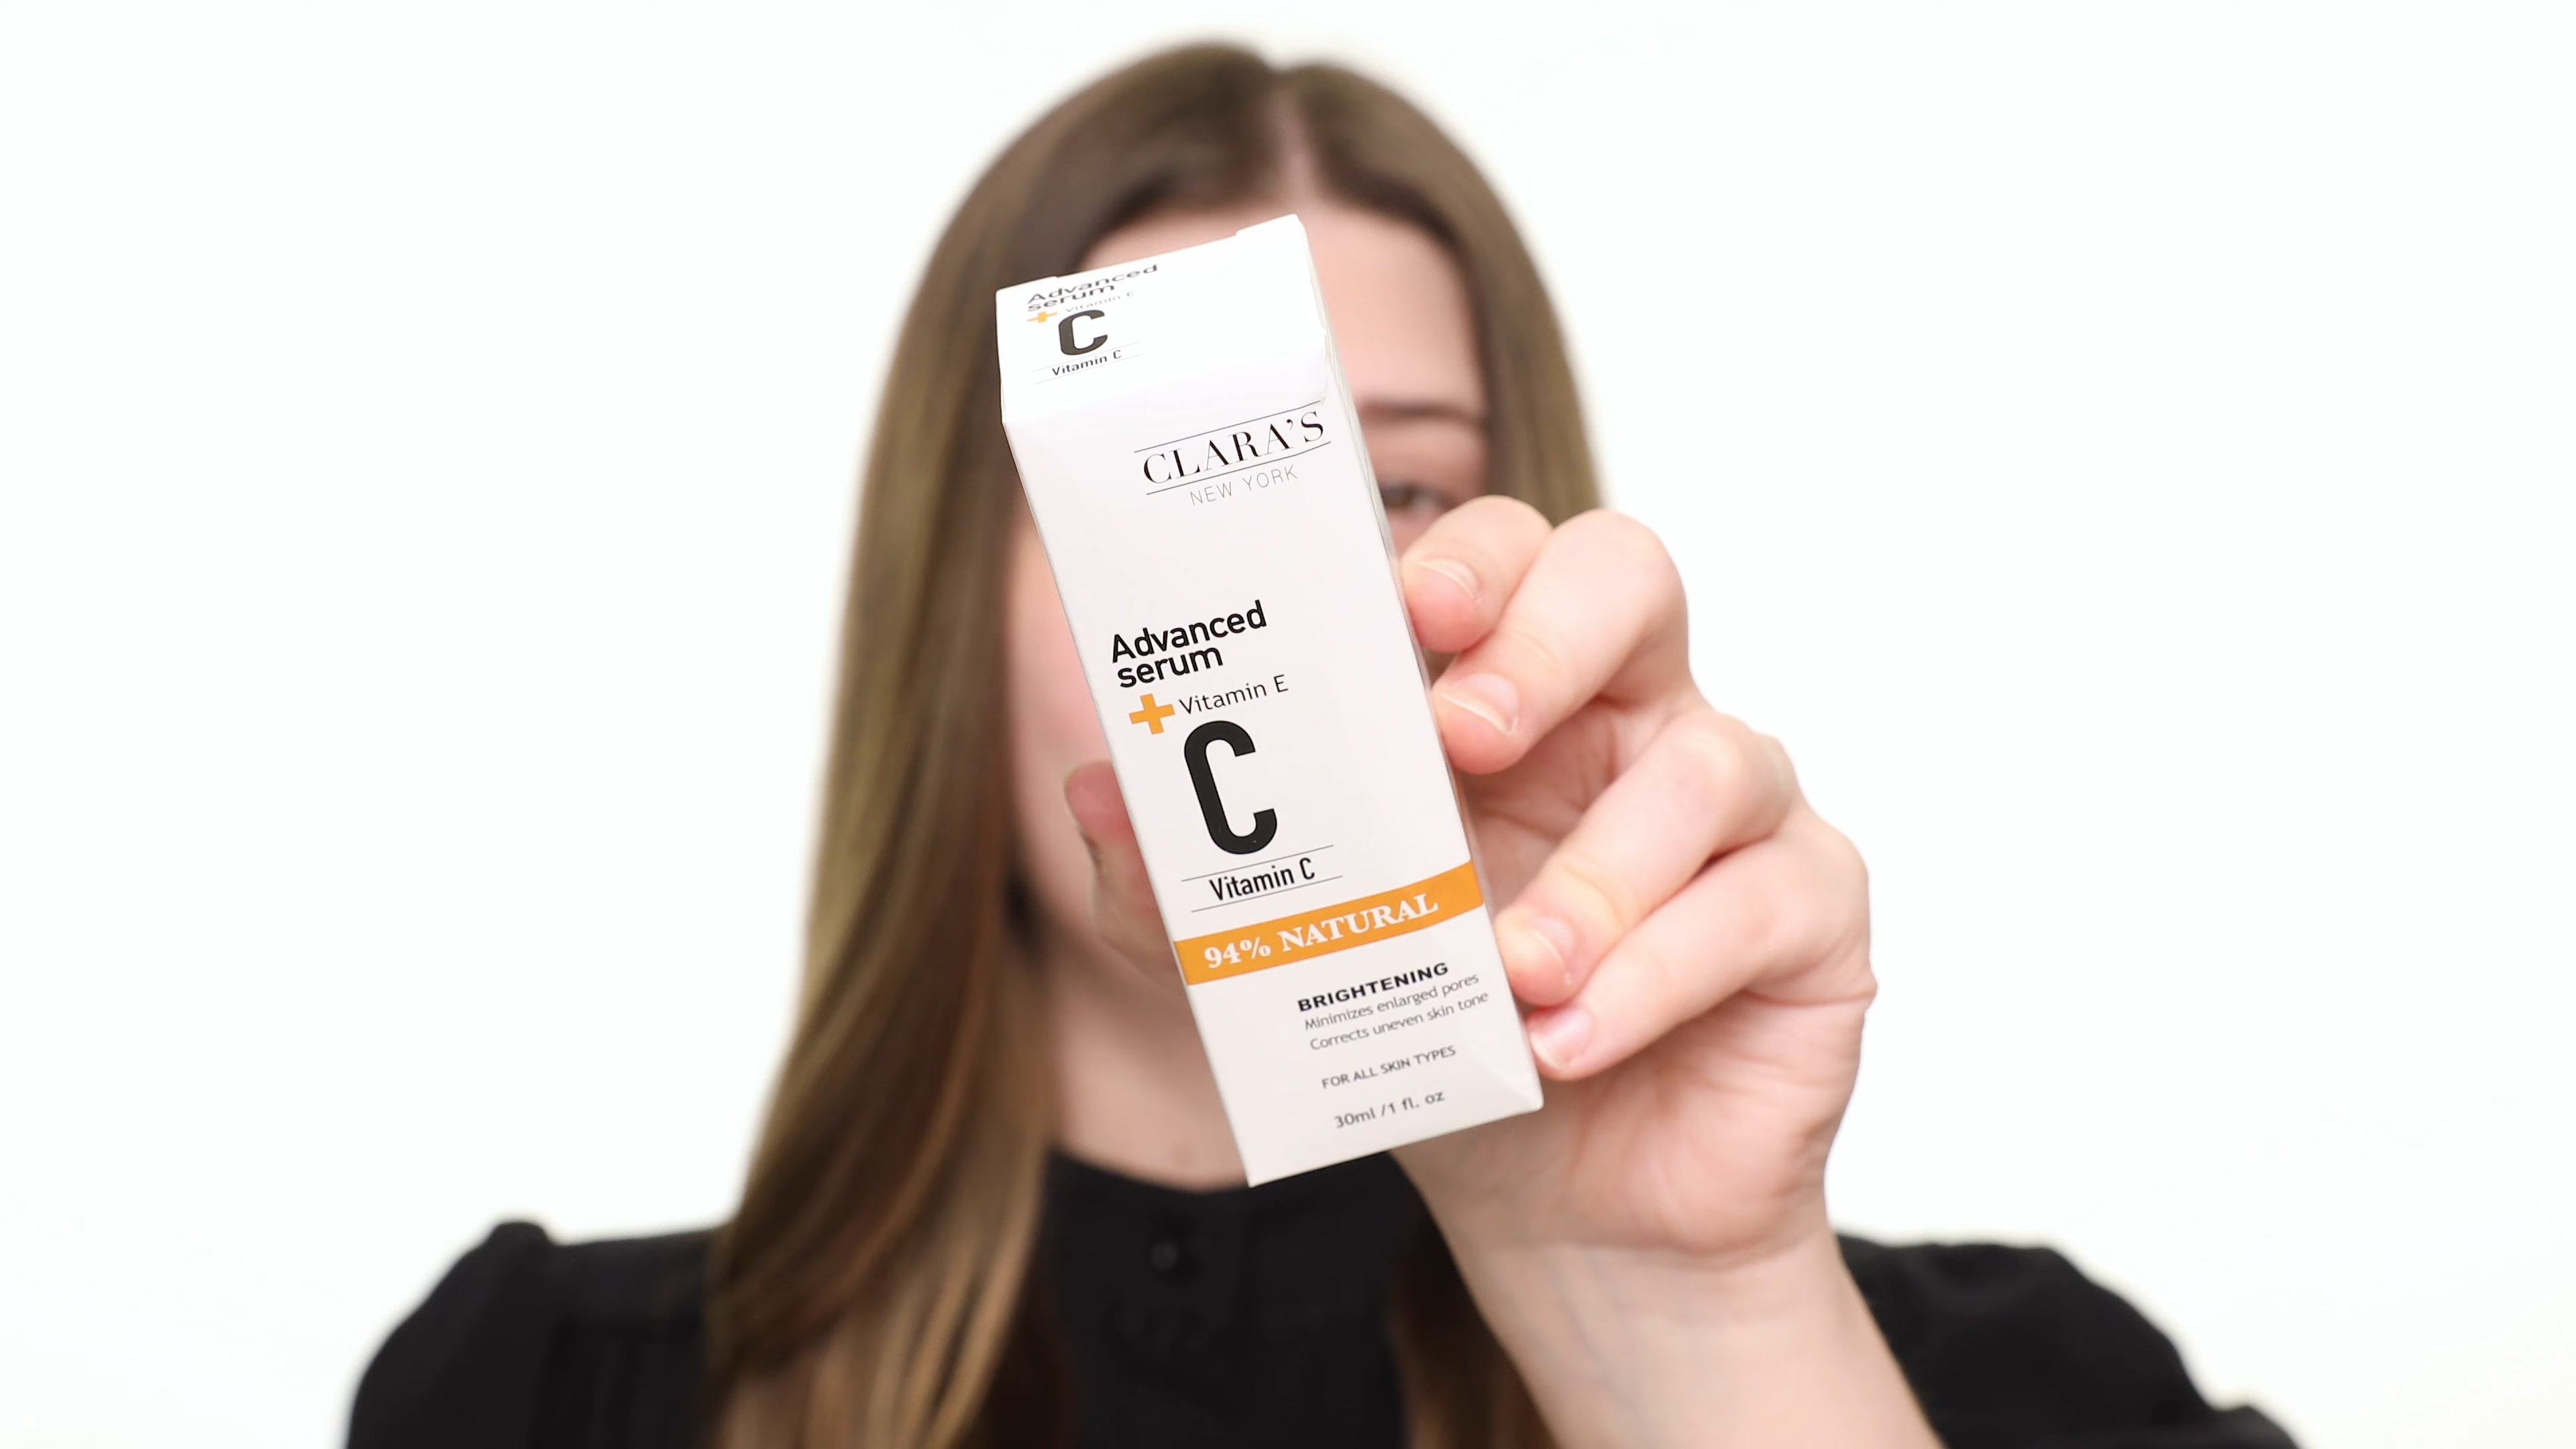 Advanced
serum
Vitamin E
C
Vitamin C
CLARA'S
NEW YORK
Advanced
serum
+ Vitamin E
C
Vitamin C
94% NATURAL
BRIGHTENING
Minimizes enlarged pores
Corrects uneven skin tone
FOR ALL SKIN TYPES
30ml /1 fl. oz